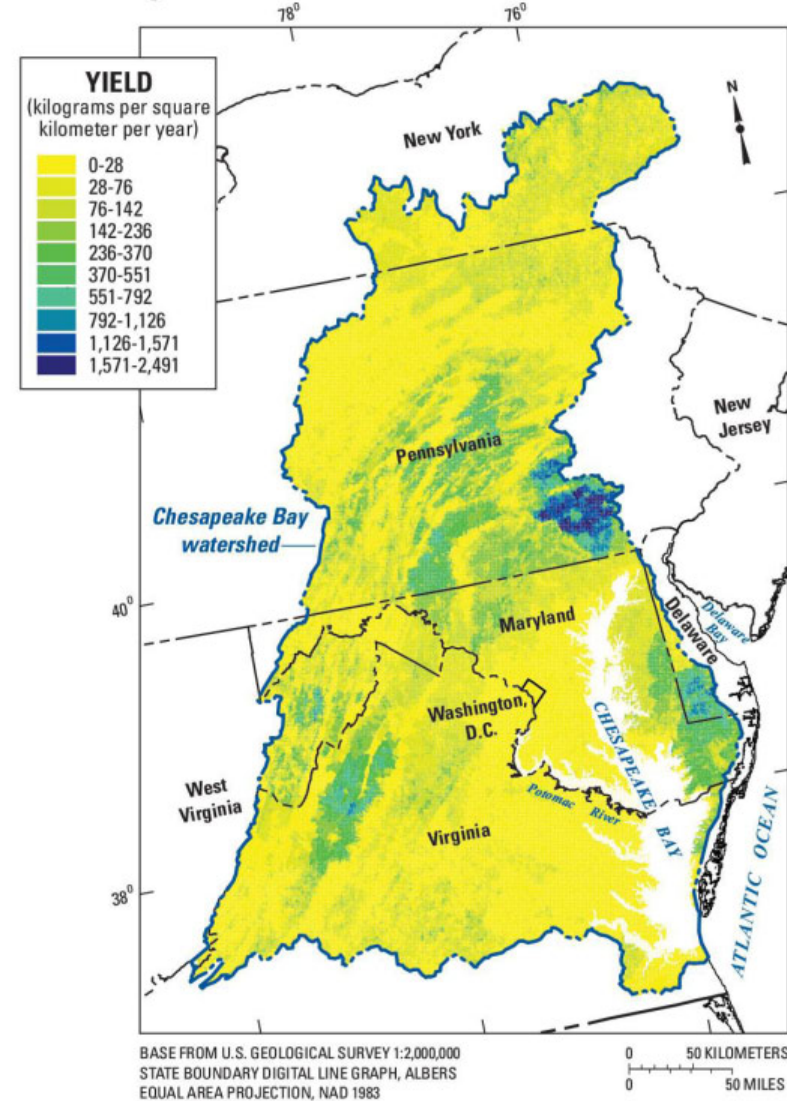 78⁰
76⁰
YIELD
(kilograms per square
kilometer per year)
0-28
28-76
76-142
142-236
236-370
370-551
551-792
792-1,126
1,126-1,571
1,571-2,491
N
New York
Pennsylvania
New
Jersey
Chesapeake Bay
watershed
40⁰
Maryland
Delaware
Delaware
Bay
Washington,
D.C.
CHESAPEAKE BAY
West
Virginia
Potomac River
Virginia
38⁰
ATLANTIC OCEAN
BASE FROM U.S. GEOLOGICAL SURVEY 1:2,000,000
STATE BOUNDARY DIGITAL LINE GRAPH, ALBERS
EQUAL AREA PROJECTION, NAD 1983
0 50 KILOMETERS
0 50 MILES